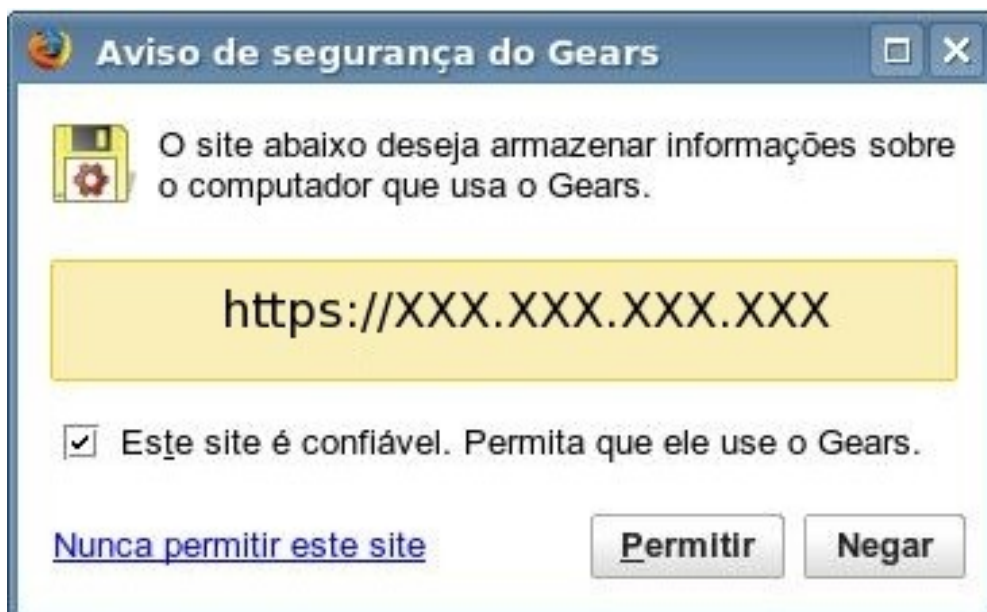 Aviso de segurança do Gears
O site abaixo deseja armazenar informações sobre
o computador que usa o Gears.
https://XXX.XXX.XXX.XXX
Este site é confiável. Permita que ele use o Gears.
Nunca permitir este site
Permitir
Negar